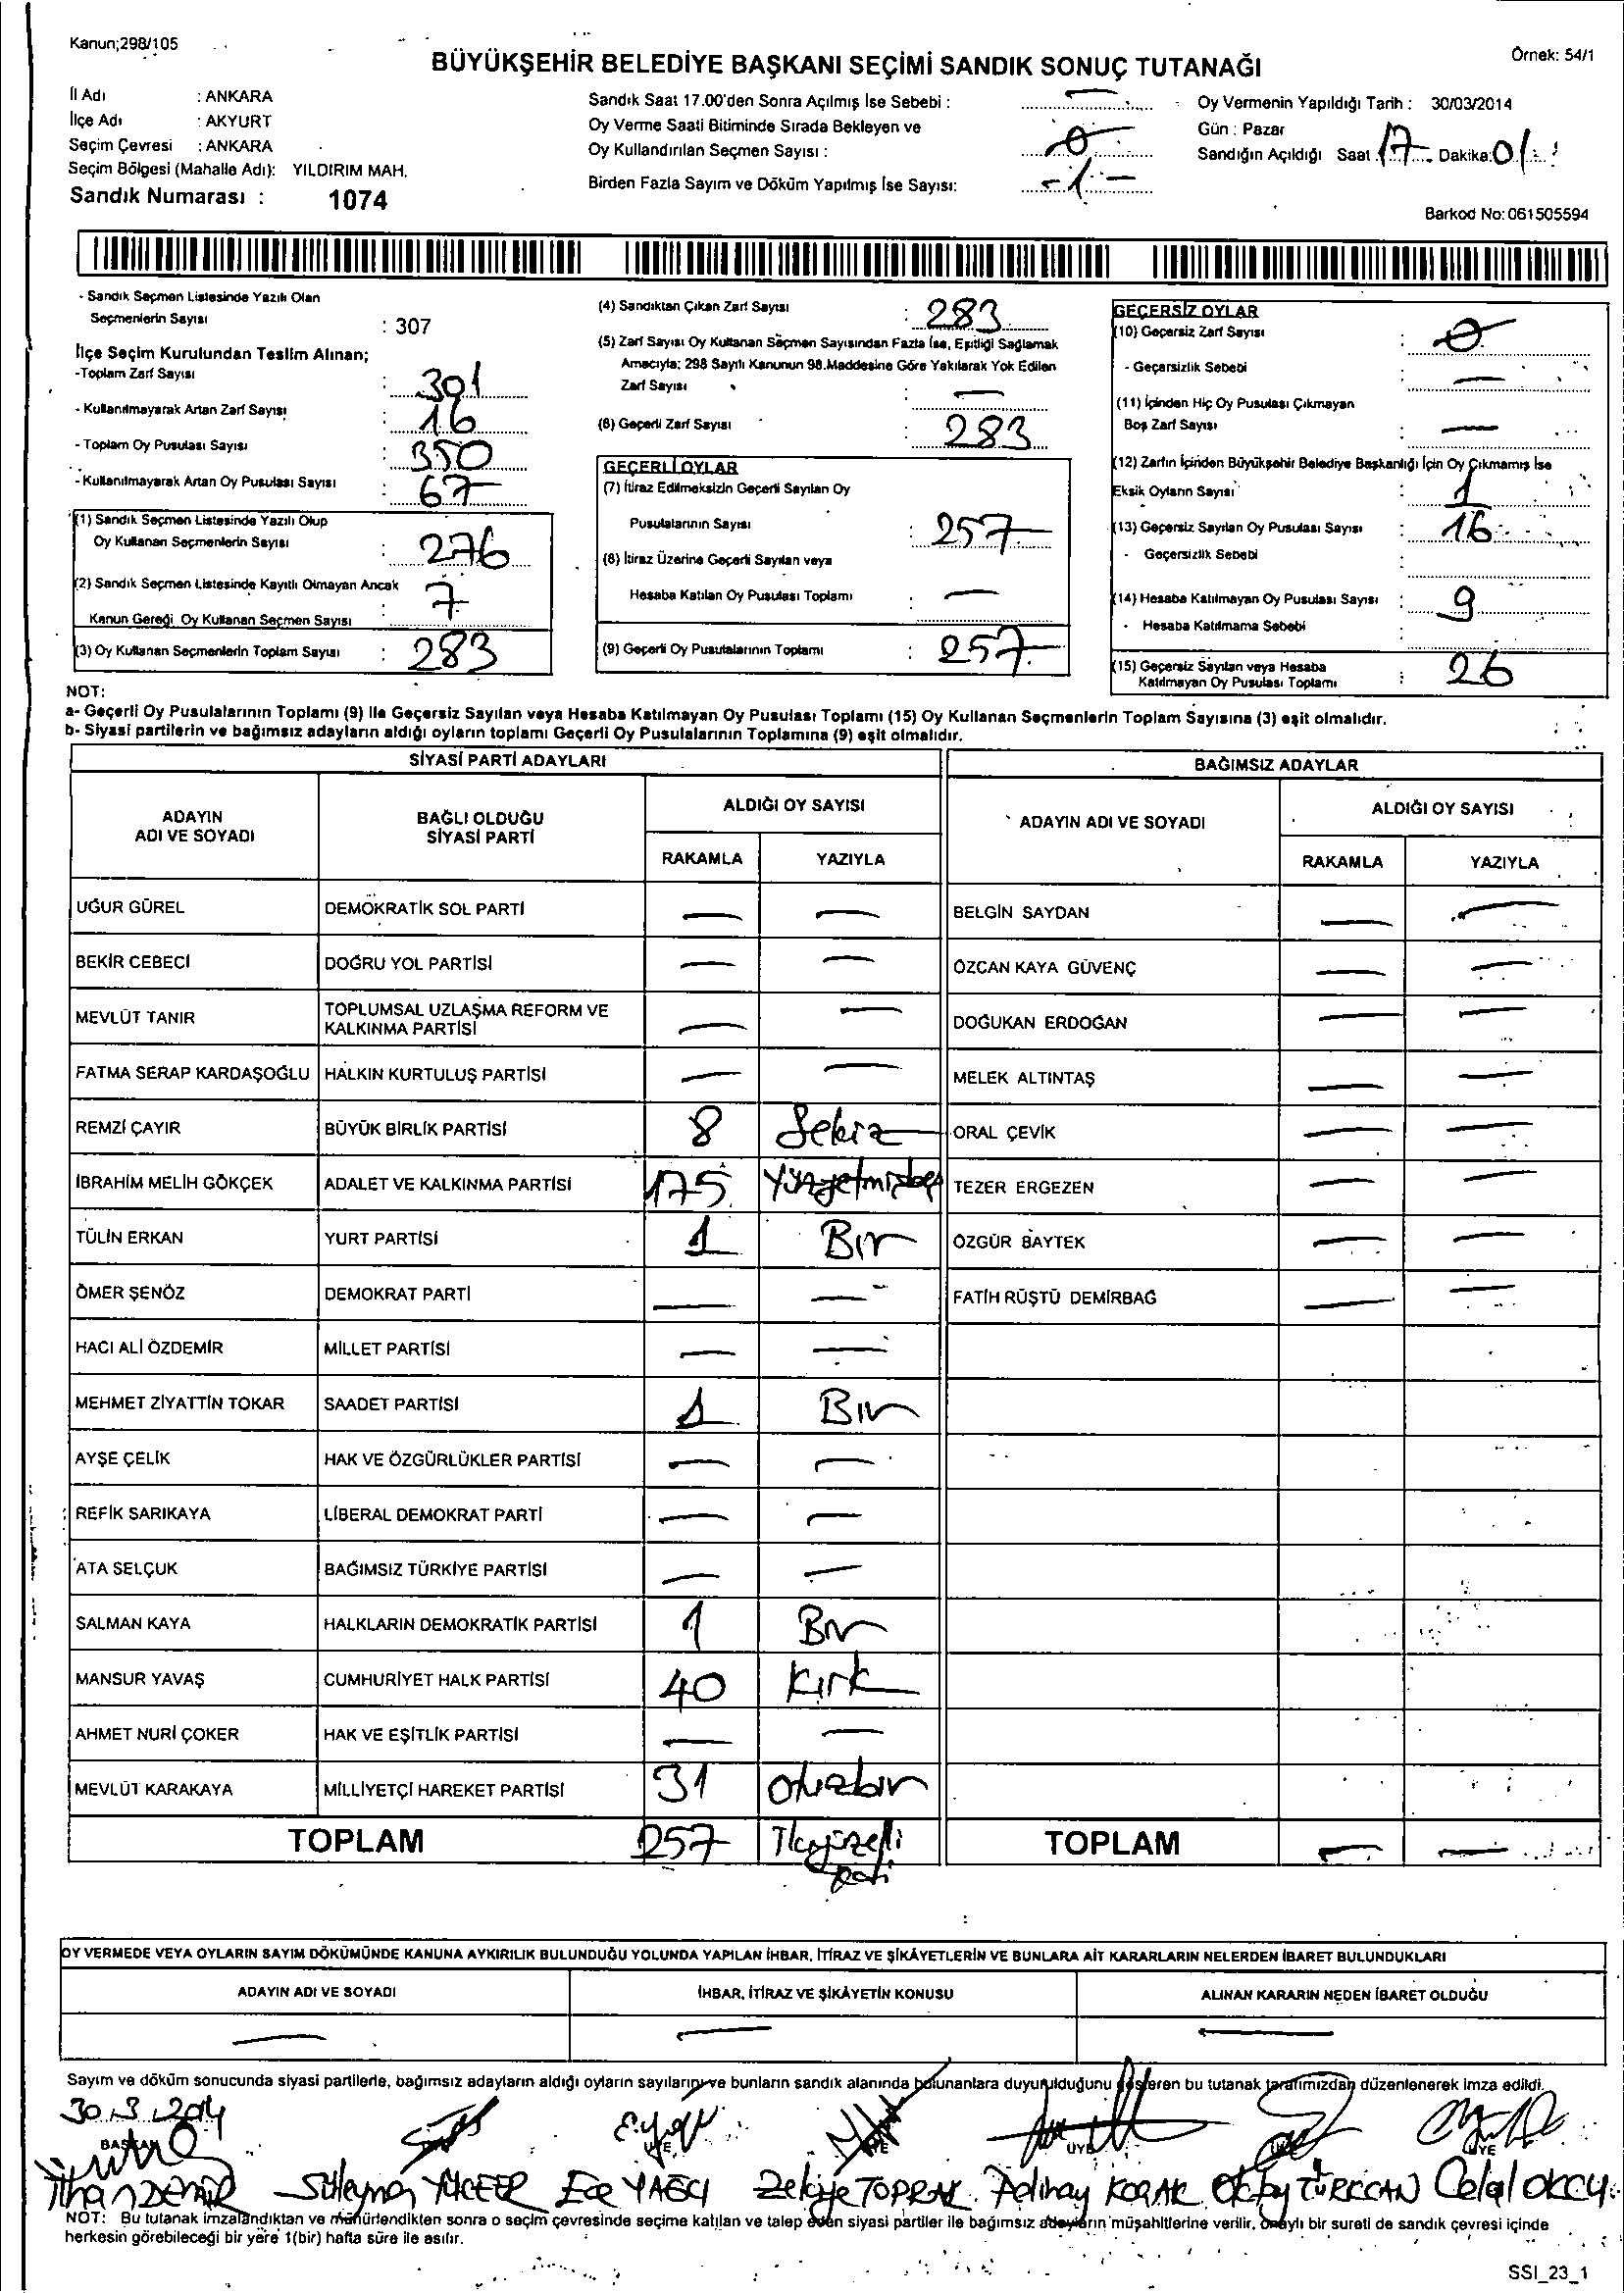 Kanun;298/105
Örnek: 54/1
BÜYÜKŞEHİR BELEDİYE BAŞKANI SEÇİMİ SANDIK SONUÇ TUTANAĞI
İl Adı : ANKARA
İlçe Adı : AKYURT
Seçim Çevresi : ANKARA
Seçim Bölgesi (Mahalle Adı): YILDIRIM MAH.
Sandık Numarası : 1074
Sandık Saat 17.00'den Sonra Açılmış İse Sebebi : —
Oy Verme Saati Bitiminde Sırada Bekleyen ve
Oy Kullandırılan Seçmen Sayısı : 0
Birden Fazla Sayım ve Döküm Yapılmış İse Sayısı: -1-
Oy Vermenin Yapıldığı Tarih : 30/03/2014
Gün : Pazar
Sandığın Açıldığı Saat 17 Dakika: 01
Barkod No: 061505594
- Sandık Seçmen Listesinde Yazılı Olan
Seçmenlerin Sayısı : 307
İlçe Seçim Kurulundan Teslim Alınan;
-Toplam Zarf Sayısı : 301
- Kullanılmayarak Artan Zarf Sayısı : 16
- Toplam Oy Pusulası Sayısı : 350
- Kullanılmayarak Artan Oy Pusulası Sayısı : 67
(1) Sandık Seçmen Listesinde Yazılı Olup
Oy Kullanan Seçmenlerin Sayısı : 276
(2) Sandık Seçmen Listesinde Kayıtlı Olmayan Ancak
Kanun Gereği Oy Kullanan Seçmen Sayısı : 7
(3) Oy Kullanan Seçmenlerin Toplam Sayısı : 283
(4) Sandıktan Çıkan Zarf Sayısı : 283
(5) Zarf Sayısı Oy Kullanan Seçmen Sayısından Fazla İse, Eşitliği Sağlamak
Amacıyla; 298 Sayılı Kanunun 98.Maddesine Göre Yakılarak Yok Edilen
Zarf Sayısı : —
(6) Geçerli Zarf Sayısı : 283
GEÇERLİ OYLAR
(7) İtiraz Edilmeksizin Geçerli Sayılan Oy
Pusulalarının Sayısı : 257
(8) İtiraz Üzerine Geçerli Sayılan veya
Hesaba Katılan Oy Pusulası Toplamı : —
(9) Geçerli Oy Pusulalarının Toplamı : 257
GEÇERSİZ OYLAR
(10) Geçersiz Zarf Sayısı : 0
- Geçersizlik Sebebi : —
(11) İçinden Hiç Oy Pusulası Çıkmayan
Boş Zarf Sayısı : —
(12) Zarfın İçinden Büyükşehir Belediye Başkanlığı İçin Oy Çıkmamış İse
Eksik Oyların Sayısı : 1
(13) Geçersiz Sayılan Oy Pusulası Sayısı : 16
- Geçersizlik Sebebi :
(14) Hesaba Katılmayan Oy Pusulası Sayısı : 9
- Hesaba Katılmama Sebebi :
(15) Geçersiz Sayılan veya Hesaba
Katılmayan Oy Pusulası Toplamı : 26
NOT:
a- Geçerli Oy Pusulalarının Toplamı (9) ile Geçersiz Sayılan veya Hesaba Katılmayan Oy Pusulası Toplamı (15) Oy Kullanan Seçmenlerin Toplam Sayısına (3) eşit olmalıdır.
b- Siyasi partilerin ve bağımsız adayların aldığı oyların toplamı Geçerli Oy Pusulalarının Toplamına (9) eşit olmalıdır.
SİYASİ PARTİ ADAYLARI
ADAYIN
ADI VE SOYADI
BAĞLI OLDUĞU
SİYASİ PARTİ
ALDIĞI OY SAYISI
RAKAMLA YAZIYLA
UĞUR GÜREL DEMOKRATİK SOL PARTİ — —
BEKİR CEBECİ DOĞRU YOL PARTİSİ — —
MEVLÜT TANIR TOPLUMSAL UZLAŞMA REFORM VE
KALKINMA PARTİSİ — —
FATMA SERAP KARDAŞOĞLU HALKIN KURTULUŞ PARTİSİ — —
REMZİ ÇAYIR BÜYÜK BİRLİK PARTİSİ 8 Sekiz
İBRAHİM MELİH GÖKÇEK ADALET VE KALKINMA PARTİSİ 175 Yüzyetmişbeş
TÜLİN ERKAN YURT PARTİSİ 1 Bir
ÖMER ŞENÖZ DEMOKRAT PARTİ — —
HACI ALİ ÖZDEMİR MİLLET PARTİSİ — —
MEHMET ZİYATTİN TOKAR SAADET PARTİSİ 1 Bir
AYŞE ÇELİK HAK VE ÖZGÜRLÜKLER PARTİSİ — —
REFİK SARIKAYA LİBERAL DEMOKRAT PARTİ — —
ATA SELÇUK BAĞIMSIZ TÜRKİYE PARTİSİ — —
SALMAN KAYA HALKLARIN DEMOKRATİK PARTİSİ 1 Bir
MANSUR YAVAŞ CUMHURİYET HALK PARTİSİ 40 Kırk
AHMET NURİ ÇOKER HAK VE EŞİTLİK PARTİSİ — —
MEVLÜT KARAKAYA MİLLİYETÇİ HAREKET PARTİSİ 31 otuzbir
TOPLAM 257 İkiyüzelli
yedi
BAĞIMSIZ ADAYLAR
ADAYIN ADI VE SOYADI
ALDIĞI OY SAYISI
RAKAMLA YAZIYLA
BELGİN SAYDAN — —
ÖZCAN KAYA GÜVENÇ — —
DOĞUKAN ERDOĞAN — —
MELEK ALTINTAŞ — —
ORAL ÇEVİK — —
TEZER ERGEZEN — —
ÖZGÜR BAYTEK — —
FATİH RÜŞTÜ DEMİRBAĞ — —
TOPLAM — —
OY VERMEDE VEYA OYLARIN SAYIM DÖKÜMÜNDE KANUNA AYKIRILIK BULUNDUĞU YOLUNDA YAPILAN İHBAR, İTİRAZ VE ŞİKÂYETLERİN VE BUNLARA AİT KARARLARIN NELERDEN İBARET BULUNDUKLARI
ADAYIN ADI VE SOYADI İHBAR, İTİRAZ VE ŞİKÂYETİN KONUSU ALINAN KARARIN NEDEN İBARET OLDUĞU
— — —
Sayım ve döküm sonucunda siyasi partilerle, bağımsız adayların aldığı oyların sayılarını ve bunların sandık alanında bulunanlara duyurulduğunu gösteren bu tutanak tarafımızdan düzenlenerek imza edildi.
30.3.2014
BAŞKAN ÜYE ÜYE ÜYE ÜYE ÜYE
İlhan DEMİR Süleyman YÜCEER Ece YAĞCI Zekiye TOPRAK Adinay KORAK Oktay TÜRKCAN Celal OKCU
NOT: Bu tutanak imzalandıktan ve mühürlendikten sonra o seçim çevresinde seçime katılan ve talep eden siyasi partiler ile bağımsız adayların müşahitlerine verilir, onaylı bir sureti de sandık çevresi içinde
herkesin görebileceği bir yere 1(bir) hafta süre ile asılır.
SSI_23_1